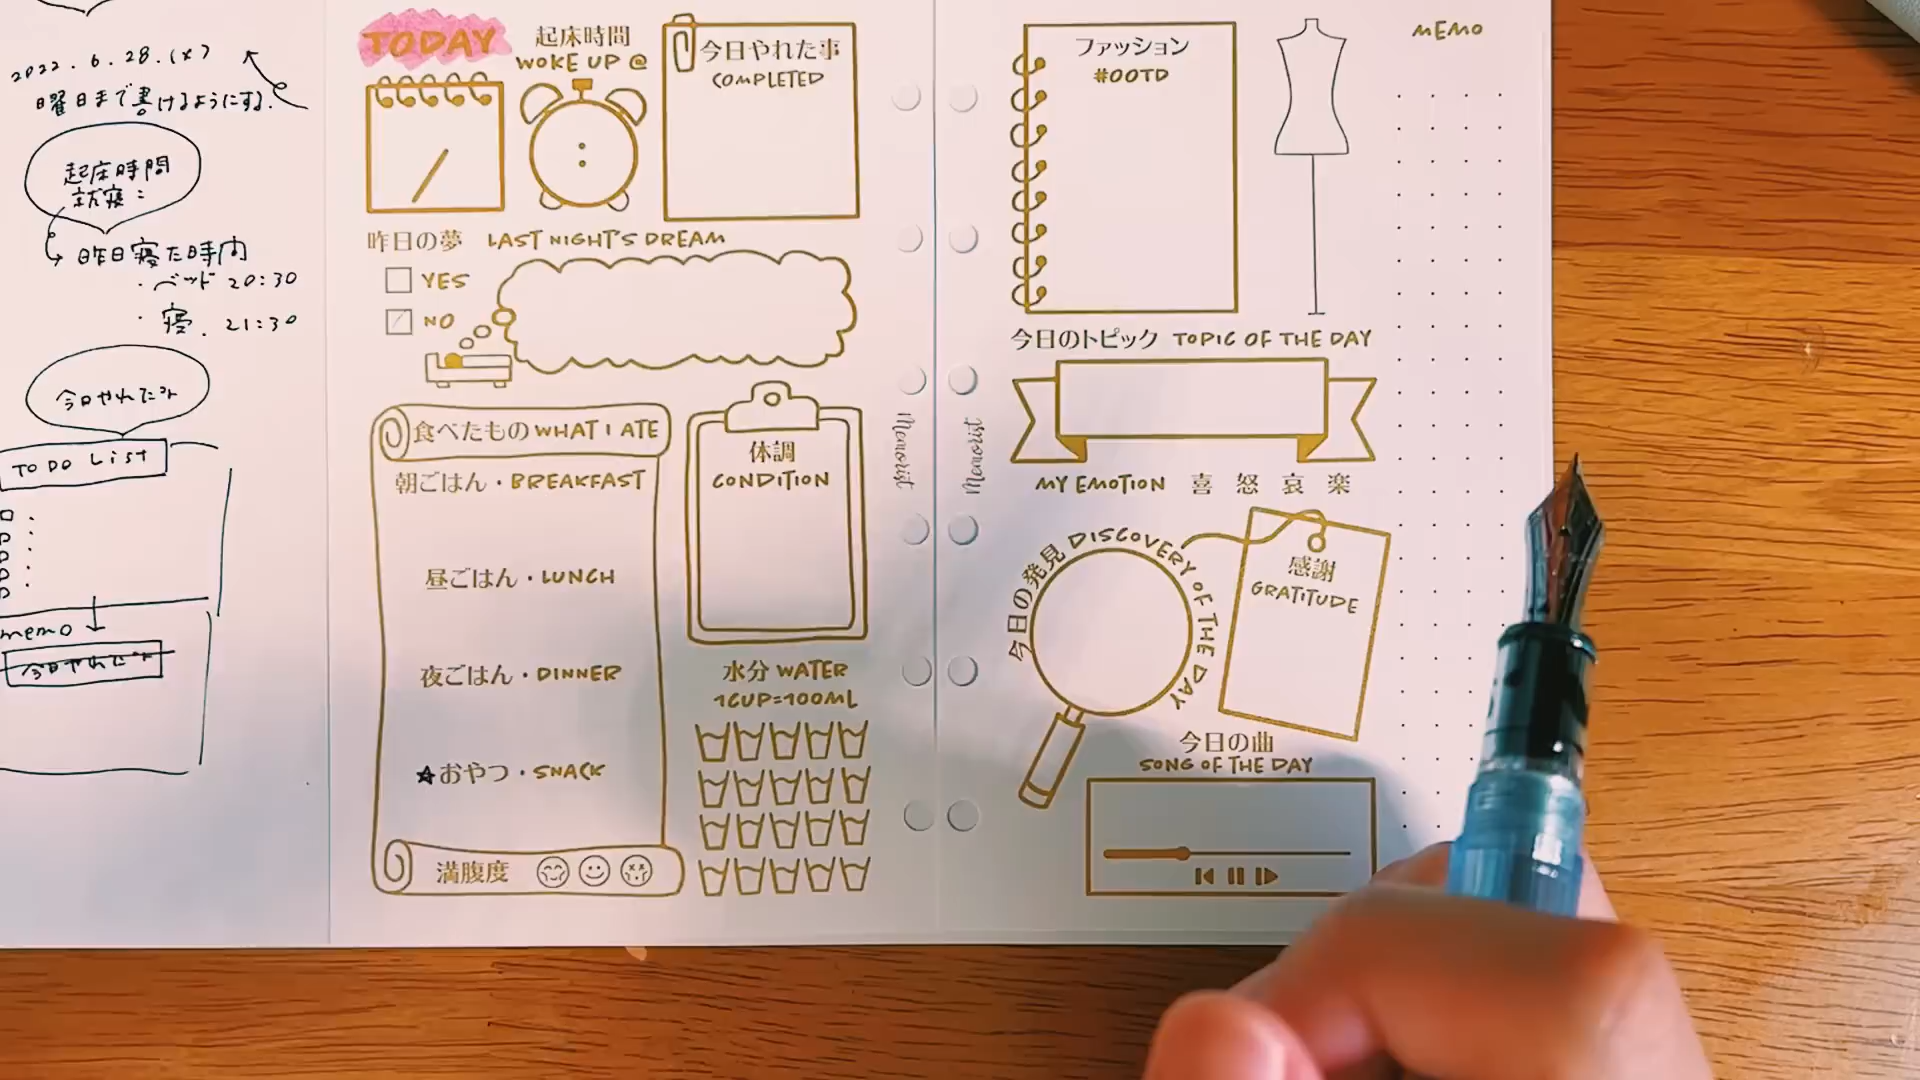 2022.6.28.(火)
日曜日まで書けるようにする.
起床時間
就寝:
昨日寝た時間
・ベッド 20:30
・寝. 21:30
今日やれたコト
TO DO LIST
memo
今日やれたコト
TODAY
起床時間
WOKE UP @
:
今日やれた事
COMPLETED
昨日の夢 LAST NIGHT'S DREAM
YES
NO
食べたもの WHAT I ATE
朝ごはん・BREAKFAST
昼ごはん・LUNCH
夜ごはん・DINNER
☆おやつ・SNACK
満腹度
体調
CONDITION
水分 WATER
1CUP=100ML
Memorist
Memorist
ファッション
#OOTD
MEMO
今日のトピック TOPIC OF THE DAY
MY EMOTION 喜 怒 哀 楽
今日の発見 DISCOVERY OF THE DAY
感謝
GRATITUDE
今日の曲
SONG OF THE DAY